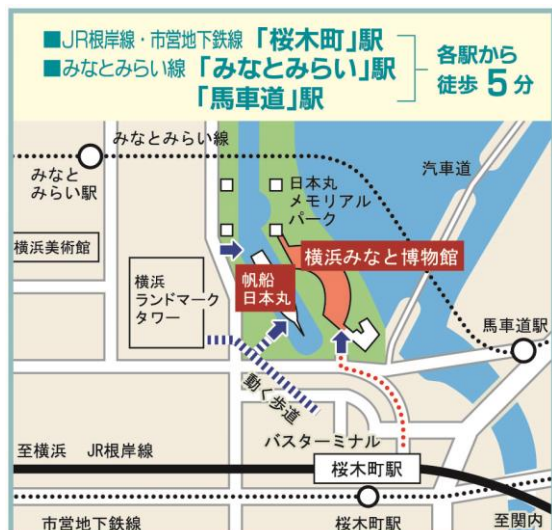 ■JR根岸線・市営地下鉄線「桜木町」駅
■みなとみらい線「みなとみらい」駅
「馬車道」駅
各駅から
徒歩5分
みなとみらい線
みなと
みらい駅
汽車道
日本丸
メモリアル
パーク
横浜美術館
横浜みなと博物館
帆船
日本丸
横浜
ランドマーク
タワー
馬車道駅
動く歩道
バスターミナル
至横浜 JR根岸線
桜木町駅
市営地下鉄線
桜木町駅
至関内